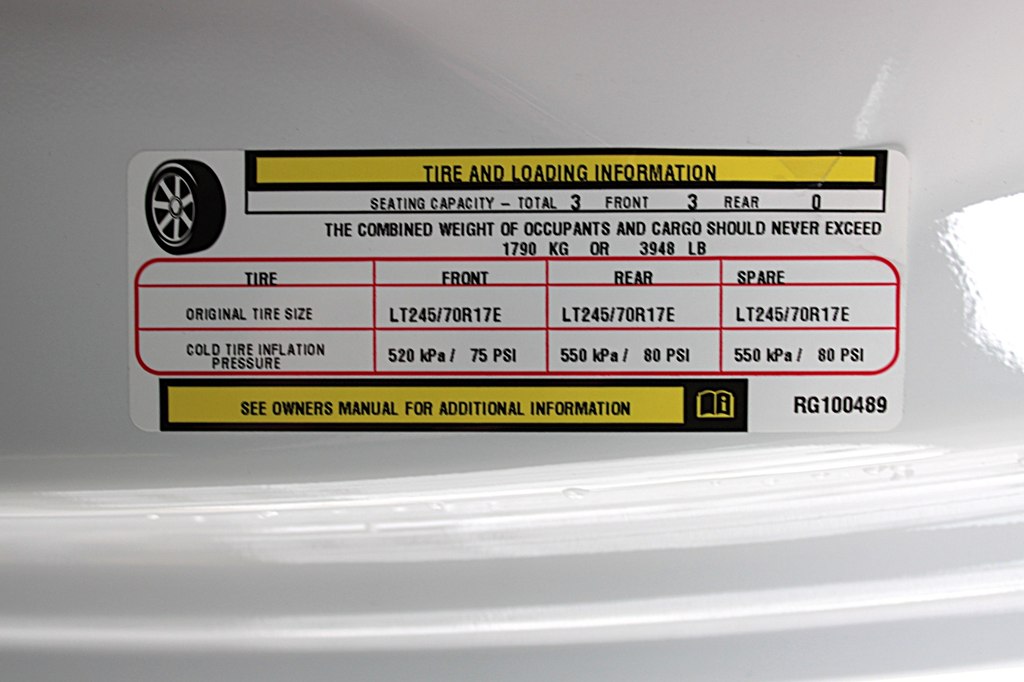 TIRE AND LOADING INFORMATION
SEATING CAPACITY – TOTAL 3 FRONT 3 REAR 0
THE COMBINED WEIGHT OF OCCUPANTS AND CARGO SHOULD NEVER EXCEED
1790 KG OR 3948 LB
TIRE FRONT REAR SPARE
ORIGINAL TIRE SIZE LT245/70R17E LT245/70R17E LT245/70R17E
COLD TIRE INFLATION
PRESSURE 520 kPa / 75 PSI 550 kPa / 80 PSI 550 kPa / 80 PSI
SEE OWNERS MANUAL FOR ADDITIONAL INFORMATION
RG100489